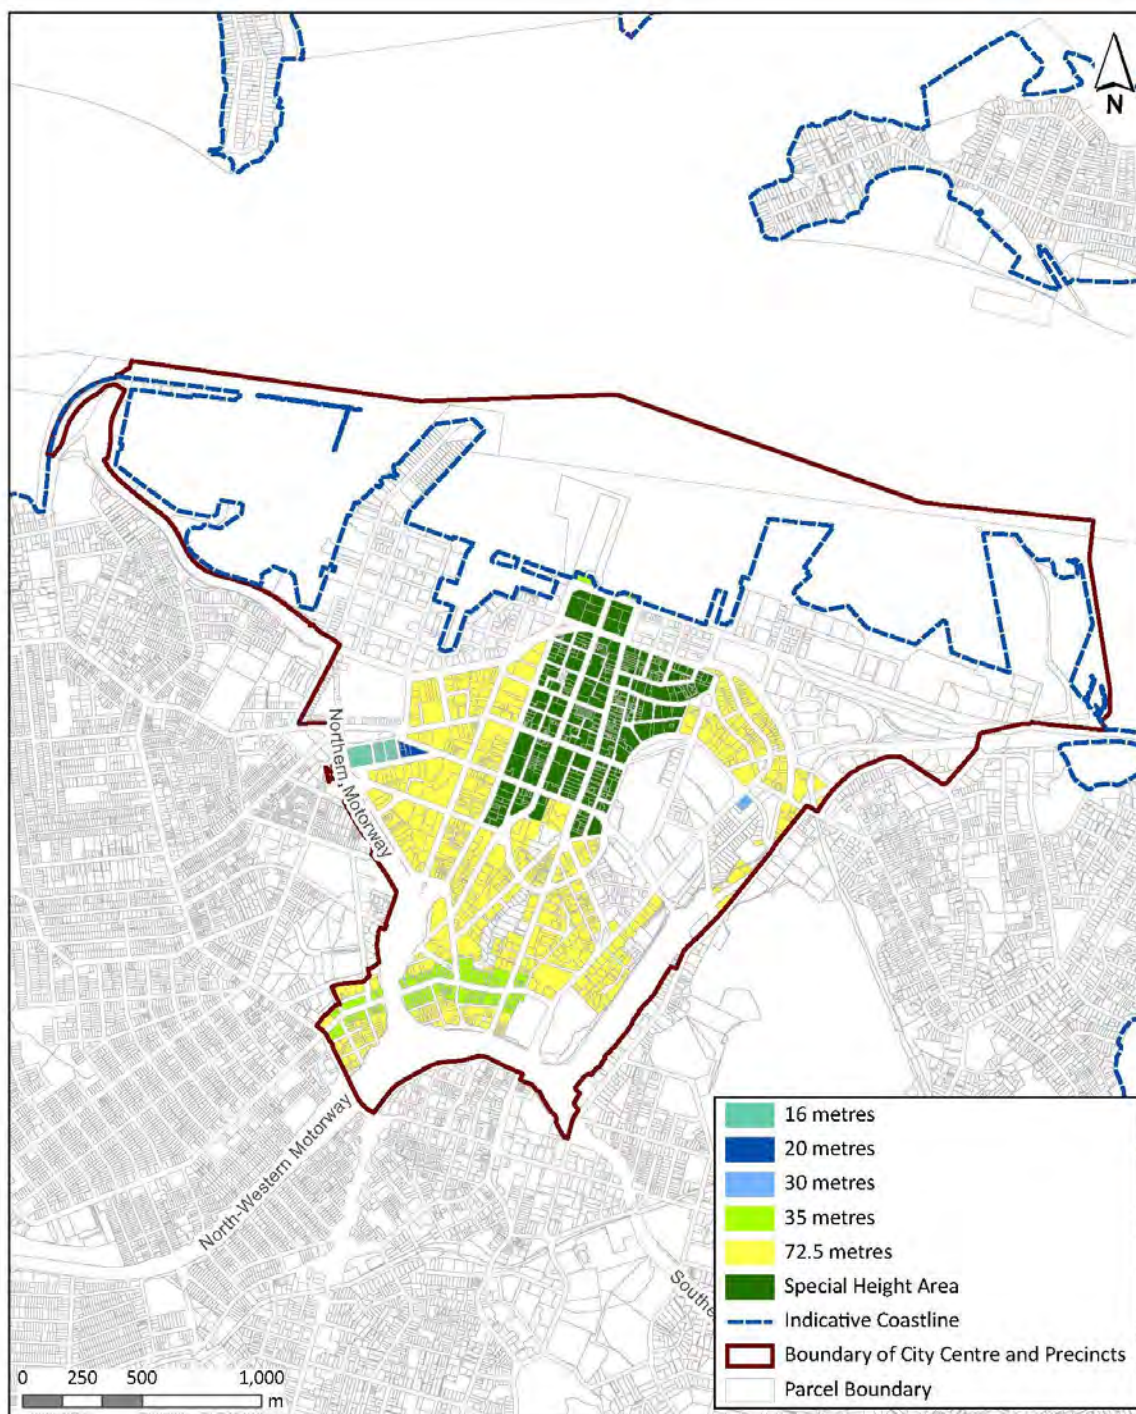 N
Northern Motorway
North-Western Motorway
Southe
16 metres
20 metres
30 metres
35 metres
72.5 metres
Special Height Area
Indicative Coastline
Boundary of City Centre and Precincts
Parcel Boundary
0 250 500 1,000
m